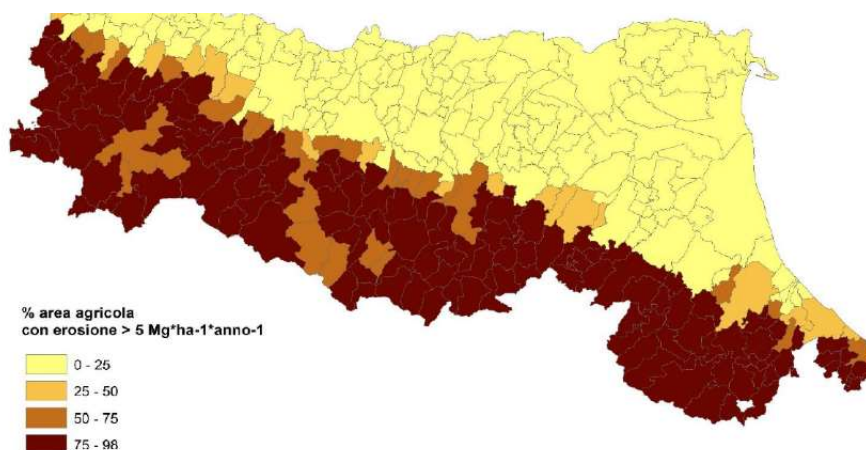 % area agricola
con erosione > 5 Mg*ha-1*anno-1
0 - 25
25 - 50
50 - 75
75 - 98